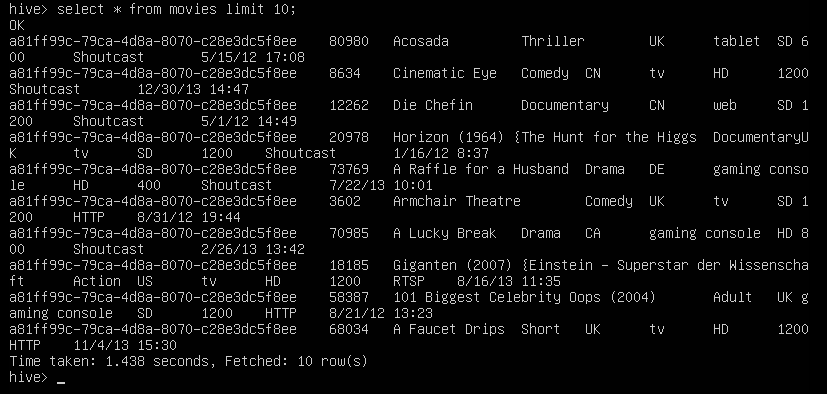 hive> select * from movies limit 10;
OK
a81ff99c-79ca-4d8a-8070-c28e3dc5f8ee    80980   Acosada         Thriller        UK      tablet  SD 6
00      Shoutcast       5/15/12 17:08
a81ff99c-79ca-4d8a-8070-c28e3dc5f8ee    8634    Cinematic Eye   Comedy  CN      tv      HD      1200
Shoutcast       12/30/13 14:47
a81ff99c-79ca-4d8a-8070-c28e3dc5f8ee    12262   Die Chefin      Documentary     CN      web     SD 1
200     Shoutcast       5/1/12 14:49
a81ff99c-79ca-4d8a-8070-c28e3dc5f8ee    20978   Horizon (1964) {The Hunt for the Higgs  DocumentaryU
K       tv      SD      1200   Shoutcast       1/16/12 8:37
a81ff99c-79ca-4d8a-8070-c28e3dc5f8ee    73769   A Raffle for a Husband  Drama   DE      gaming conso
le      HD      400     Shoutcast       7/22/13 10:01
a81ff99c-79ca-4d8a-8070-c28e3dc5f8ee    3602    Armchair Theatre        Comedy  UK      tv      SD 1
200     HTTP    8/31/12 19:44
a81ff99c-79ca-4d8a-8070-c28e3dc5f8ee    70985   A Lucky Break   Drama   CA      gaming console  HD 8
00      Shoutcast       2/26/13 13:42
a81ff99c-79ca-4d8a-8070-c28e3dc5f8ee    18185   Giganten (2007) {Einstein - Superstar der Wissenscha
ft      Action  US      tv      HD      1200    RTSP    8/16/13 11:35
a81ff99c-79ca-4d8a-8070-c28e3dc5f8ee    58387   101 Biggest Celebrity Oops (2004)       Adult   UK g
aming console   SD      1200    HTTP    8/21/12 13:23
a81ff99c-79ca-4d8a-8070-c28e3dc5f8ee    68034   A Faucet Drips  Short   UK      tv      HD      1200
HTTP    11/4/13 15:30
Time taken: 1.438 seconds, Fetched: 10 row(s)
hive> _